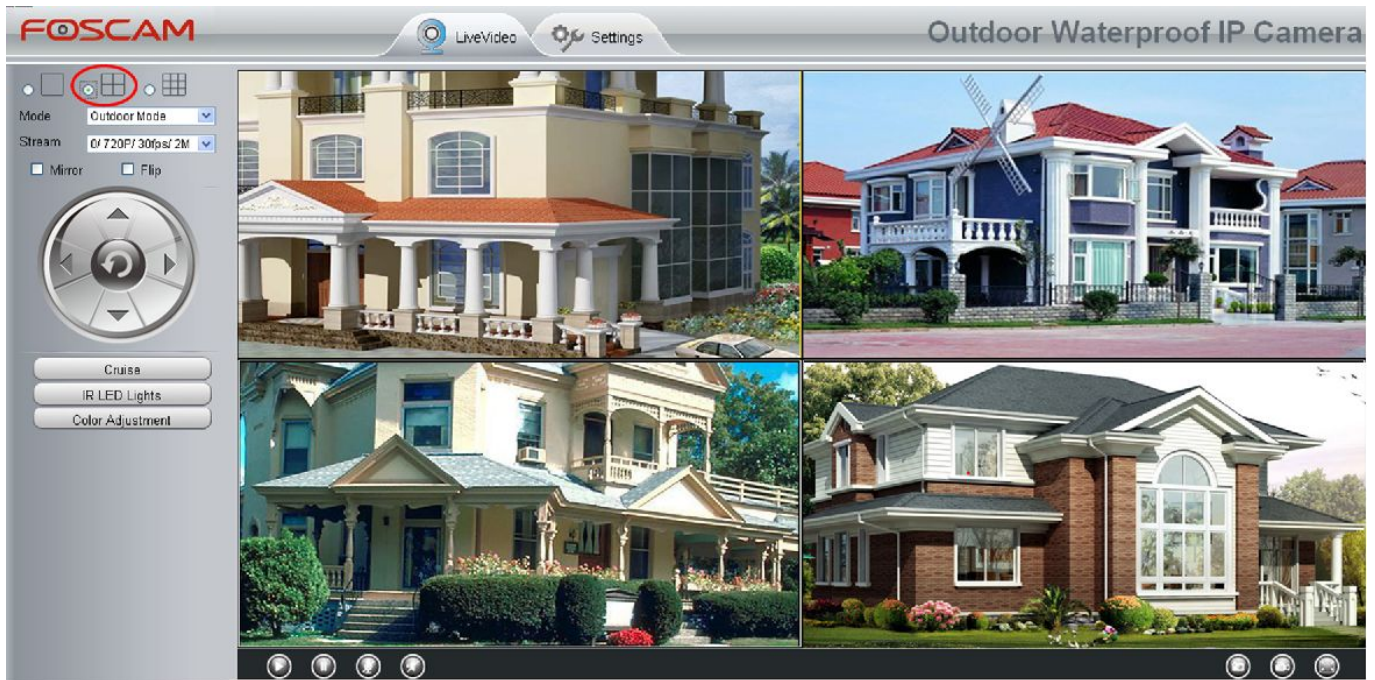 FOSCAM
LiveVideo
Settings
Outdoor Waterproof IP Camera
Mode
Outdoor Mode
Stream
0/ 720P/ 30fps/ 2M
Mirror
Flip
Cruise
IR LED Lights
Color Adjustment